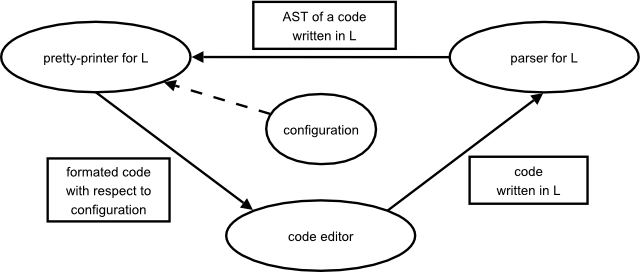 AST of a code
written in L
pretty-printer for L
parser for L
configuration
formated code
with respect to
configuration
code
written in L
code editor